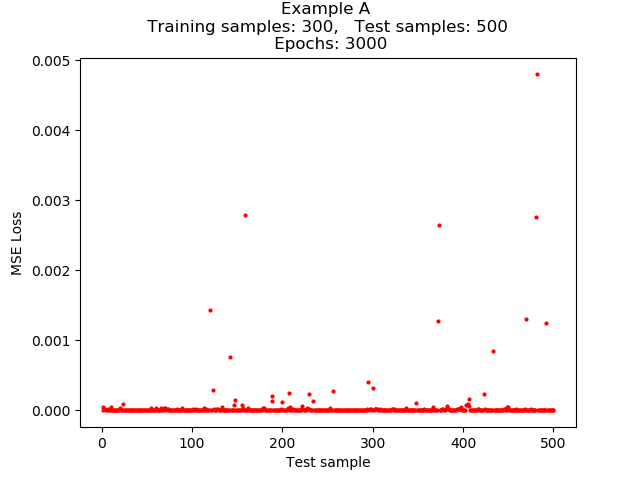 Example A
Training samples: 300,   Test samples: 500
Epochs: 3000
0.005
0.004
0.003
0.002
0.001
0.000
MSE Loss
0
100
200
300
400
500
Test sample